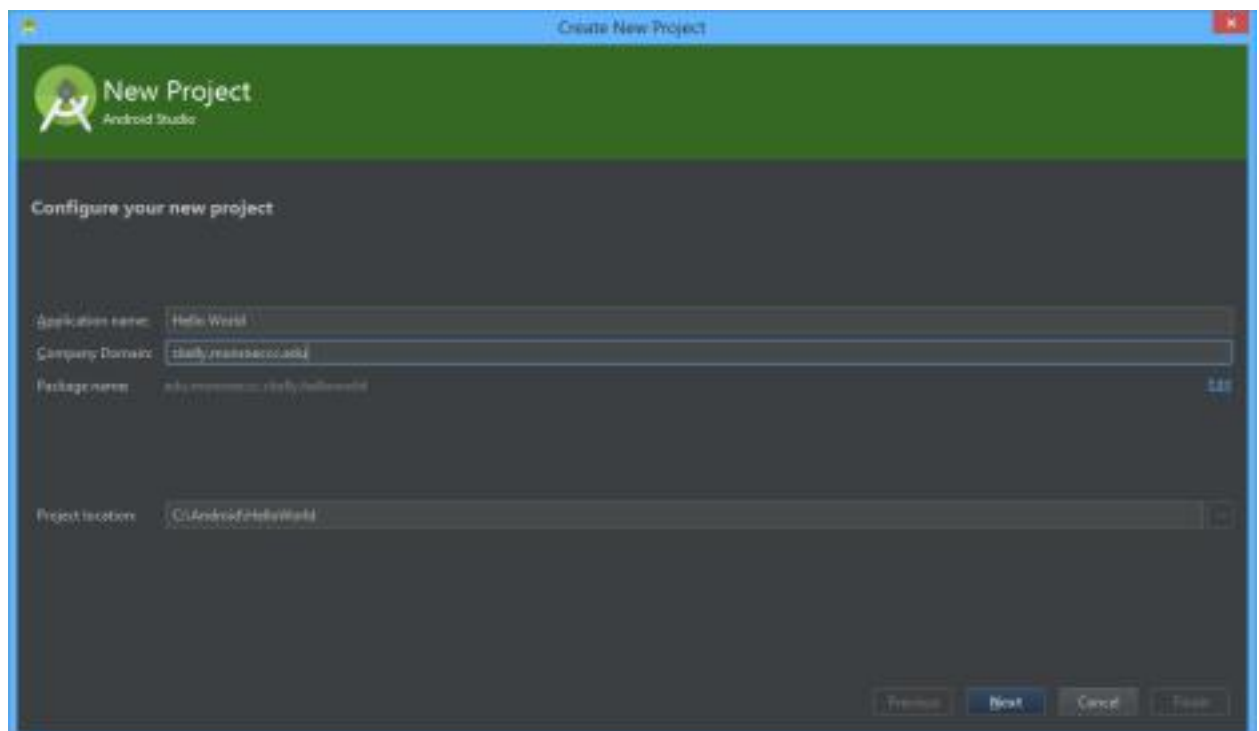 Create New Project
New Project
Android Studio
Configure your new project
Application name: Hello World
Company Domain:
Package name:
Edit
Project location: C:\Android\HelloWorld
Previous Next Cancel Finish